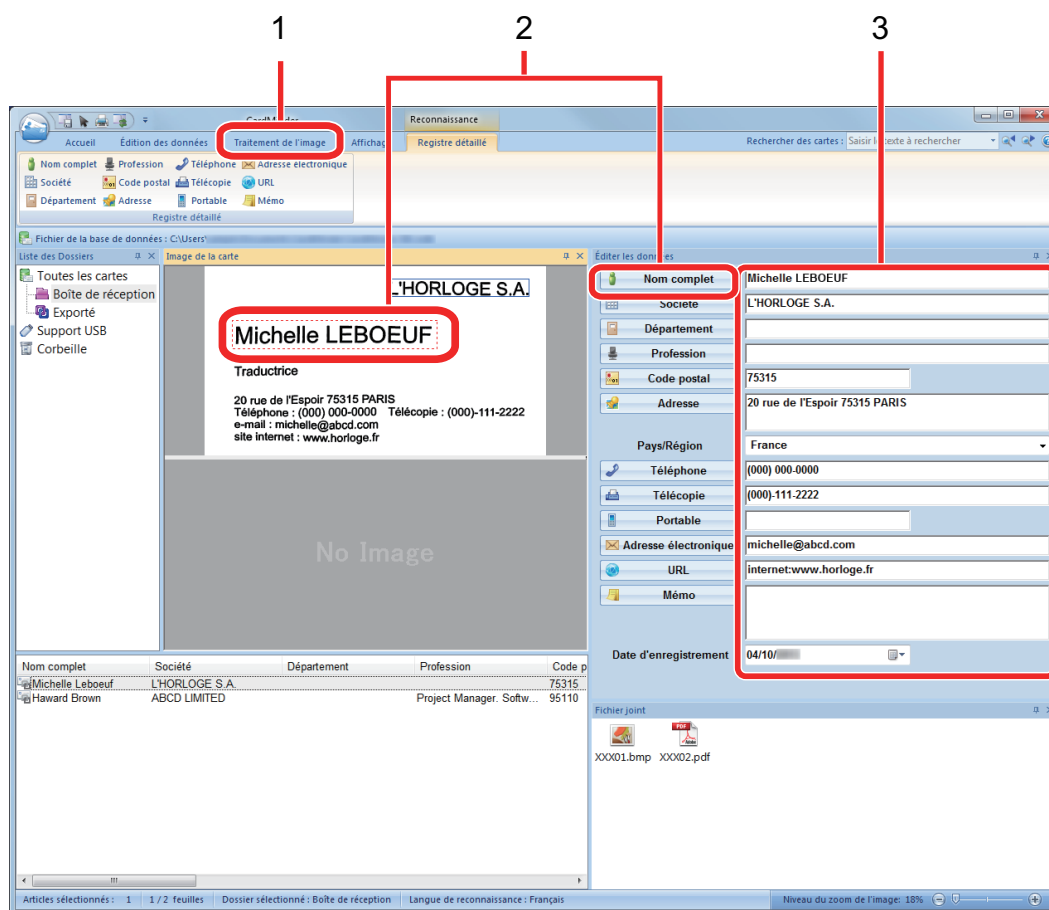 1 2 3
CardMinder Reconnaissance
Accueil Édition des données Traitement de l'image Affichage Registre détaillé Rechercher des cartes : Saisir le texte à rechercher
Nom complet Profession Téléphone Adresse électronique
Société Code postal Télécopie URL
Département Adresse Portable Mémo
Registre détaillé
Fichier de la base de données : C:\Users\
Liste des Dossiers Image de la carte Éditer les données
Toutes les cartes
Boîte de réception
Exporté
Support USB
Corbeille
L'HORLOGE S.A.
Michelle LEBOEUF
Traductrice
20 rue de l'Espoir 75315 PARIS
Téléphone : (000) 000-0000 Télécopie : (000)-111-2222
e-mail : michelle@abcd.com
site internet : www.horloge.fr
No Image
Nom complet Michelle LEBOEUF
Société L'HORLOGE S.A.
Département
Profession
Code postal 75315
Adresse 20 rue de l'Espoir 75315 PARIS
Pays/Région France
Téléphone (000) 000-0000
Télécopie (000)-111-2222
Portable
Adresse électronique michelle@abcd.com
URL internet:www.horloge.fr
Mémo
Date d'enregistrement 04/10/
Nom complet Société Département Profession Code p
Michelle Leboeuf L'HORLOGE S.A. 75315
Haward Brown ABCD LIMITED Project Manager. Softw... 95110
Fichier joint
XXX01.bmp XXX02.pdf
Articles sélectionnés : 1 1 / 2 feuilles Dossier sélectionné : Boîte de réception Langue de reconnaissance : Français Niveau du zoom de l'image: 18%